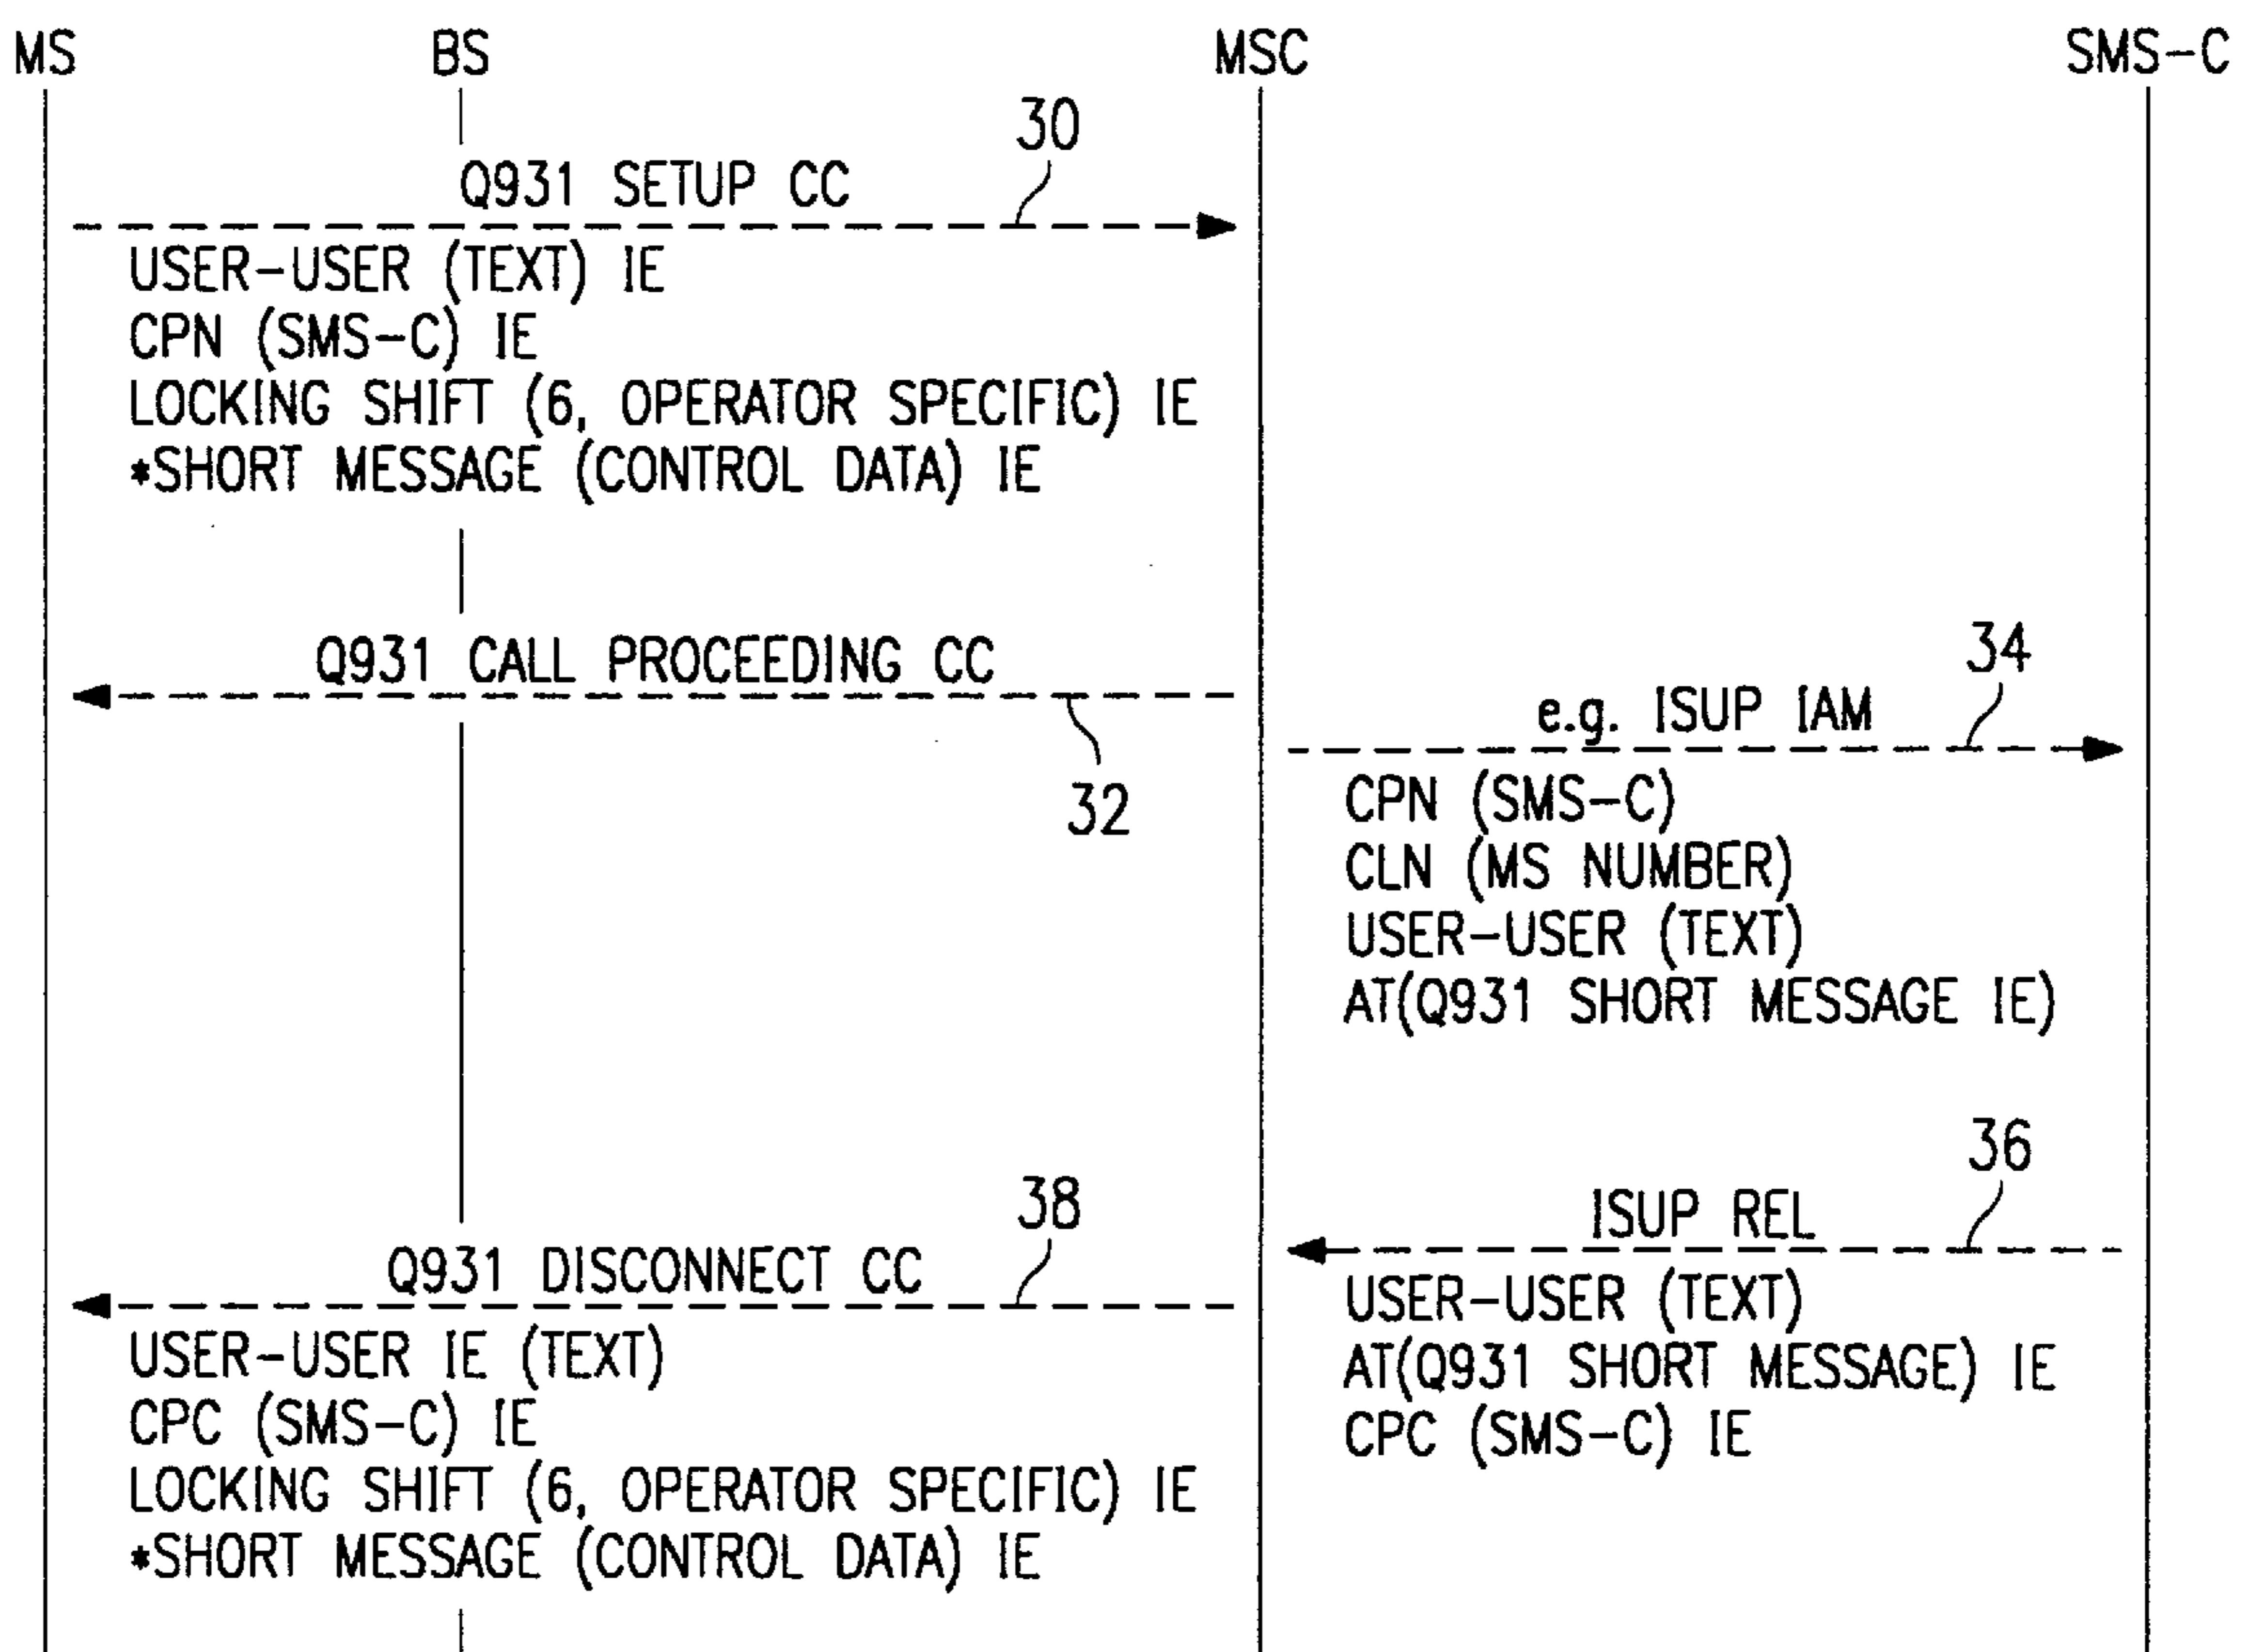 MS BS MSC SMS-C
30
Q931 SETUP CC
USER-USER (TEXT) IE
CPN (SMS-C) IE
LOCKING SHIFT (6, OPERATOR SPECIFIC) IE
*SHORT MESSAGE (CONTROL DATA) IE
Q931 CALL PROCEEDING CC
32
34
e.g. ISUP IAM
CPN (SMS-C)
CLN (MS NUMBER)
USER-USER (TEXT)
AT(Q931 SHORT MESSAGE IE)
36
ISUP REL
USER-USER (TEXT)
AT(Q931 SHORT MESSAGE) IE
CPC (SMS-C) IE
38
Q931 DISCONNECT CC
USER-USER IE (TEXT)
CPC (SMS-C) IE
LOCKING SHIFT (6, OPERATOR SPECIFIC) IE
*SHORT MESSAGE (CONTROL DATA) IE